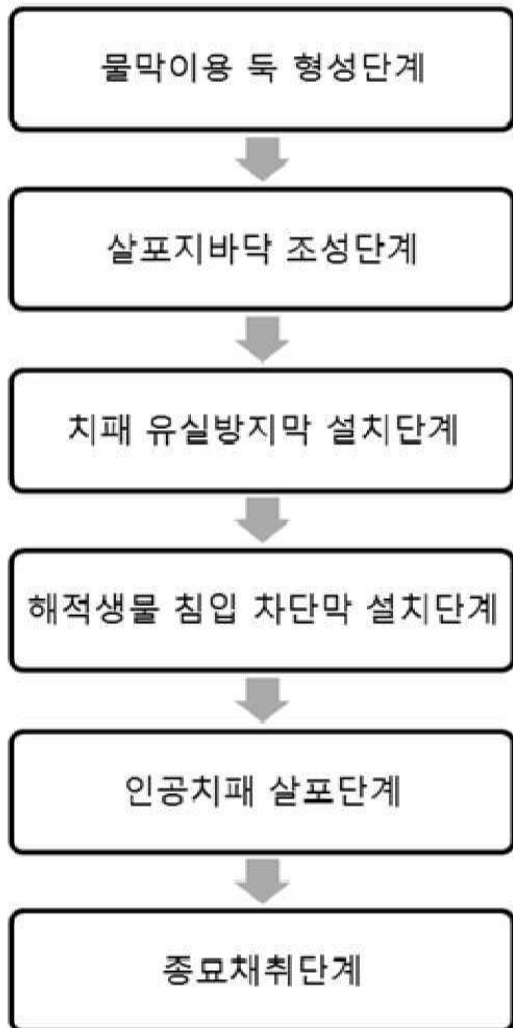 물막이용 둑 형성단계
살포지바닥 조성단계
치패 유실방지막 설치단계
해적생물 침입 차단막 설치단계
인공치패 살포단계
종묘채취단계